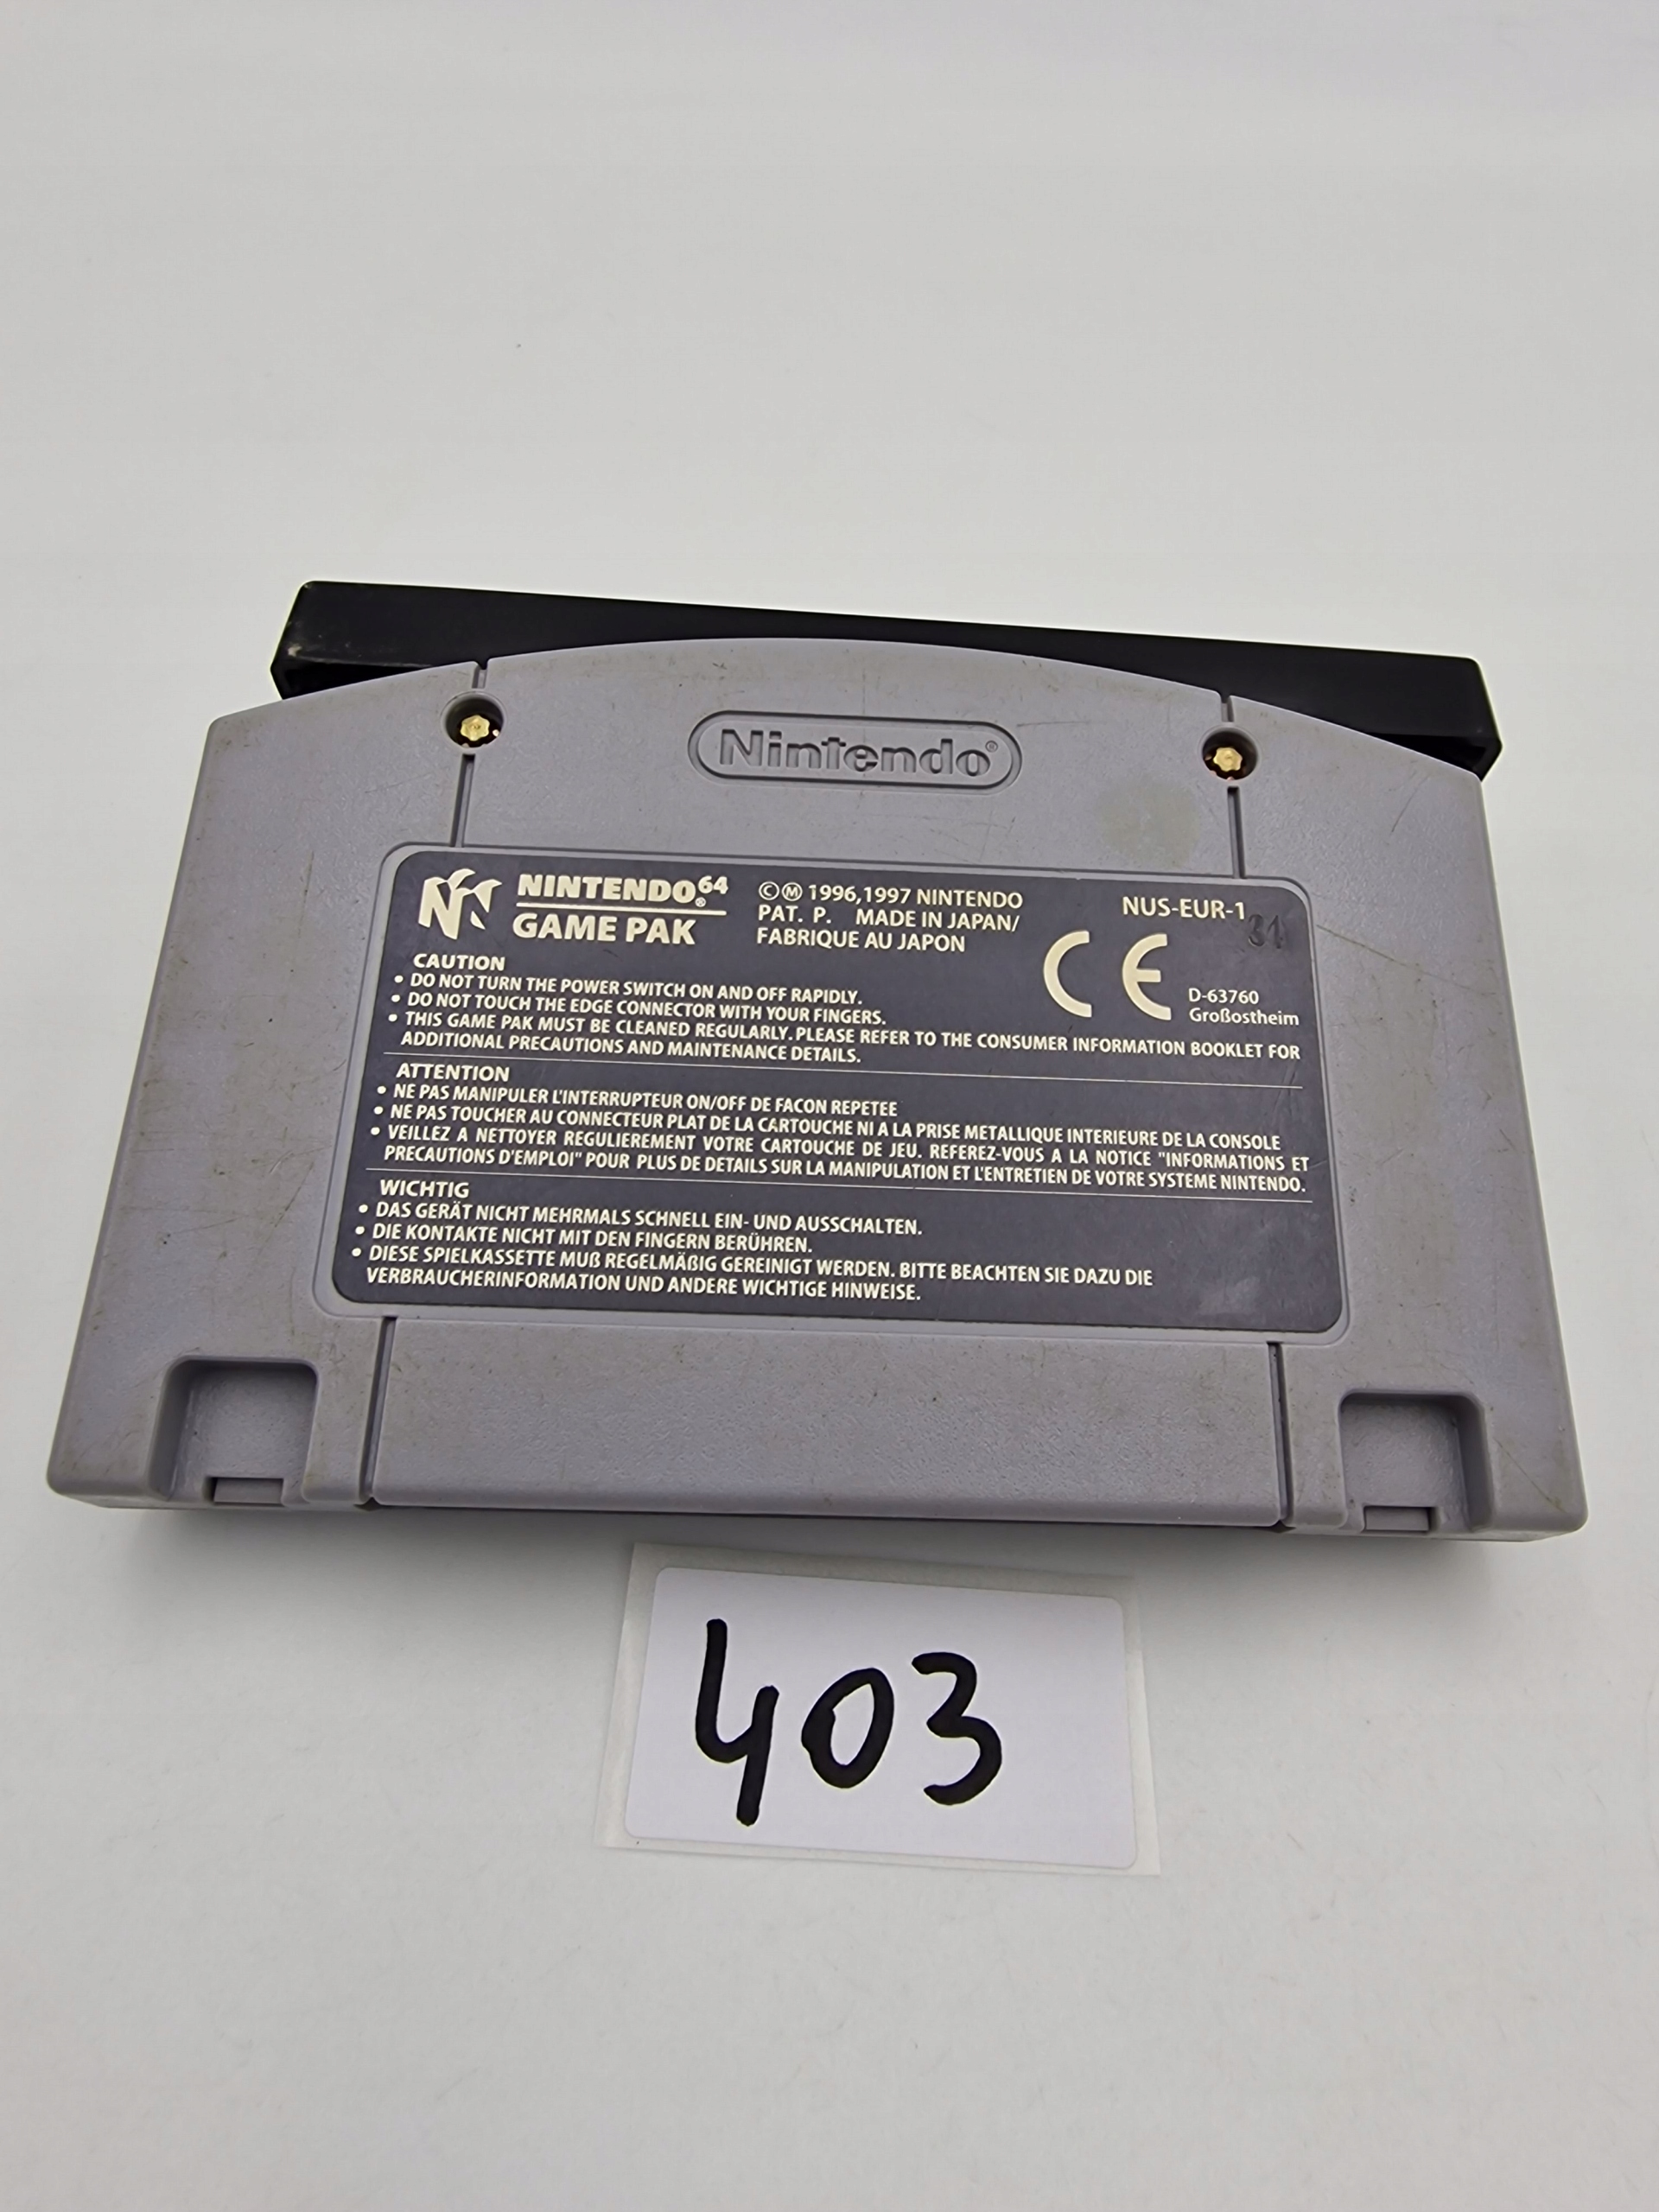 Nintendo®
NINTENDO64®
GAME PAK
©Ⓜ 1996,1997 NINTENDO
PAT. P. MADE IN JAPAN/
FABRIQUE AU JAPON
NUS-EUR-1
31
CE
D-63760
Großostheim
CAUTION
• DO NOT TURN THE POWER SWITCH ON AND OFF RAPIDLY.
• DO NOT TOUCH THE EDGE CONNECTOR WITH YOUR FINGERS.
• THIS GAME PAK MUST BE CLEANED REGULARLY. PLEASE REFER TO THE CONSUMER INFORMATION BOOKLET FOR
ADDITIONAL PRECAUTIONS AND MAINTENANCE DETAILS.
ATTENTION
• NE PAS MANIPULER L'INTERRUPTEUR ON/OFF DE FACON REPETEE
• NE PAS TOUCHER AU CONNECTEUR PLAT DE LA CARTOUCHE NI A LA PRISE METALLIQUE INTERIEURE DE LA CONSOLE
• VEILLEZ A NETTOYER REGULIEREMENT VOTRE CARTOUCHE DE JEU. REFEREZ-VOUS A LA NOTICE "INFORMATIONS ET
PRECAUTIONS D'EMPLOI" POUR PLUS DE DETAILS SUR LA MANIPULATION ET L'ENTRETIEN DE VOTRE SYSTEME NINTENDO.
WICHTIG
• DAS GERÄT NICHT MEHRMALS SCHNELL EIN- UND AUSSCHALTEN.
• DIE KONTAKTE NICHT MIT DEN FINGERN BERÜHREN.
• DIESE SPIELKASSETTE MUß REGELMÄßIG GEREINIGT WERDEN. BITTE BEACHTEN SIE DAZU DIE
VERBRAUCHERINFORMATION UND ANDERE WICHTIGE HINWEISE.
403